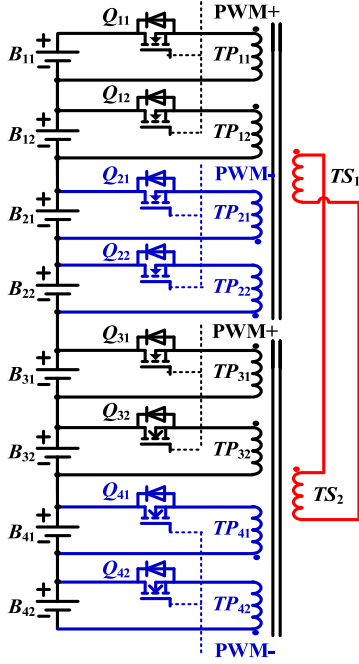 Q11 PWM+
+
B11 TP11
Q12
+
B12 TP12
Q21 PWM-
TS1
+
B21 TP21
Q22
+
B22 TP22
Q31 PWM+
+
B31 TP31
Q32
+
B32 TP32
TS2
Q41
+
B41 TP41
Q42
+
B42 TP42
PWM-